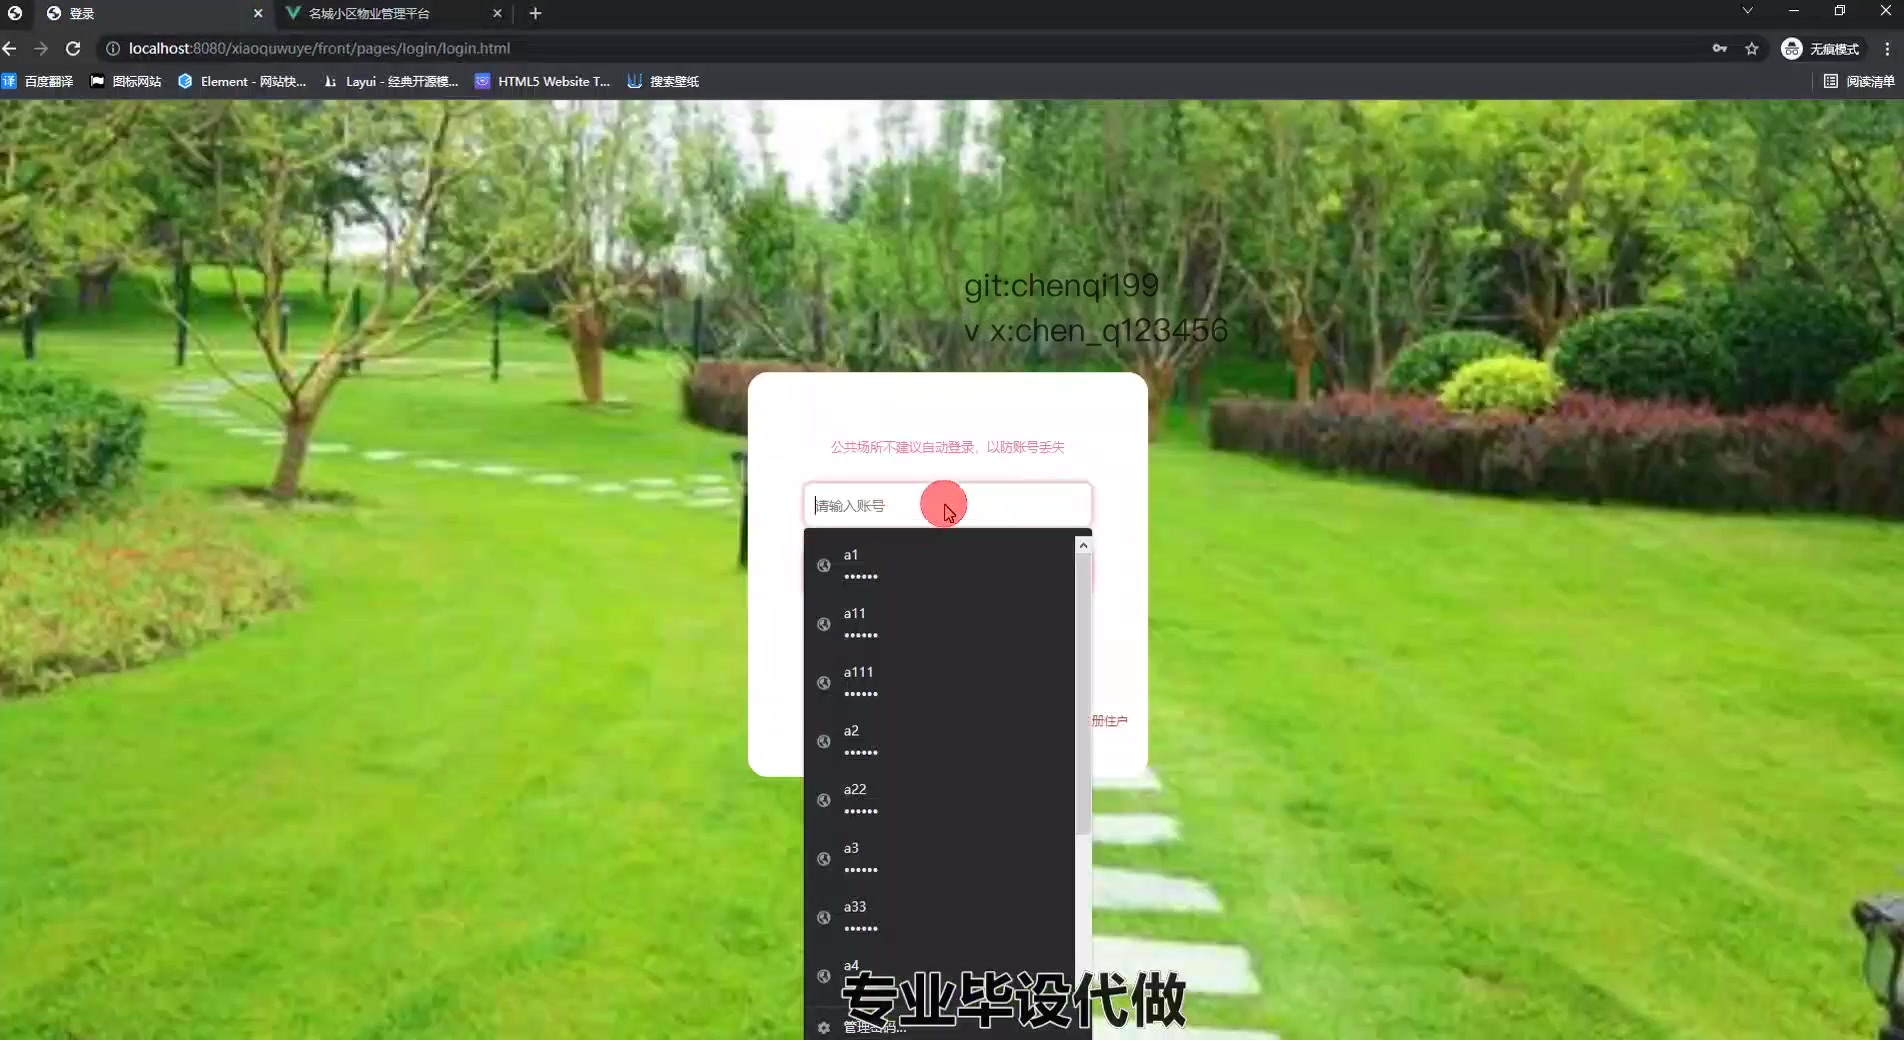 登录
名城小区物业管理平台
localhost:8080/xiaoquwuye/front/pages/login/login.html
无痕模式
译 百度翻译
图标网站
Element - 网站快...
Layui - 经典开源模...
HTML5 Website T...
搜索壁纸
阅读清单
git:chenqi199
v x:chen_q123456
公共场所不建议自动登录，以防账号丢失
请输入账号
a1
••••••
a11
••••••
a111
••••••
a2
••••••
册住户
a22
••••••
a3
••••••
a33
••••••
a4
专业毕设代做
管理密码...